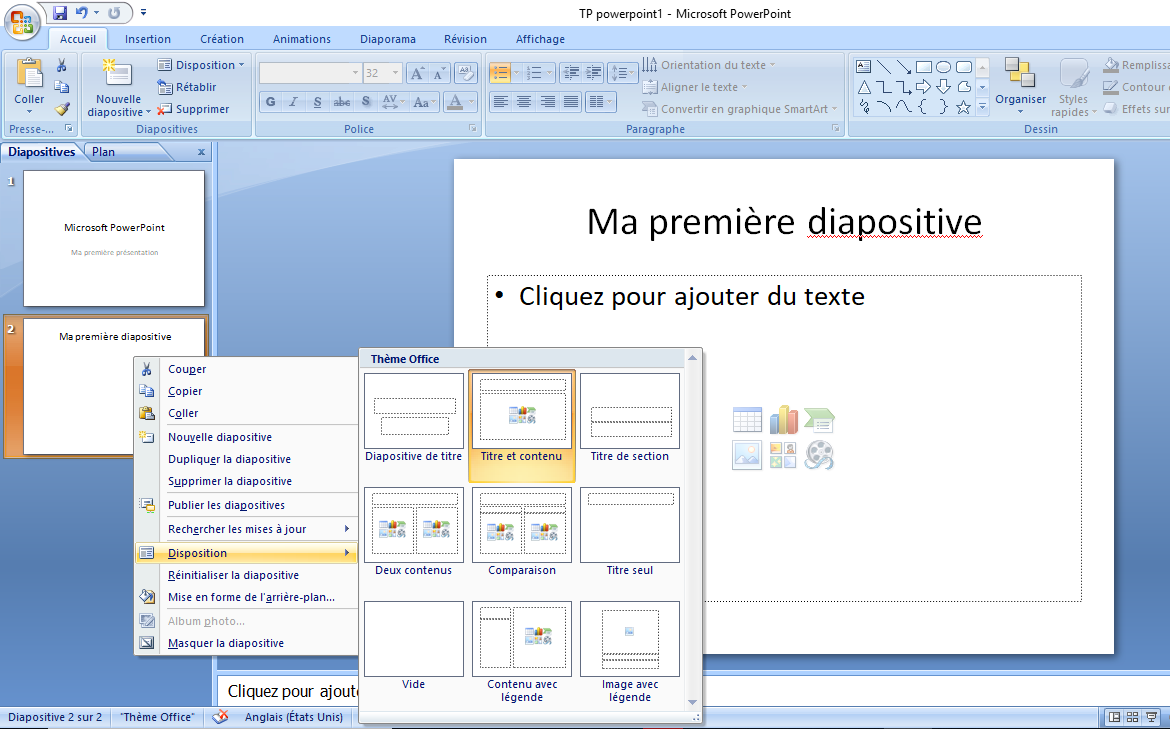 TP powerpoint1 - Microsoft PowerPoint
Accueil Insertion Création Animations Diaporama Révision Affichage
Coller
Presse-...
Nouvelle diapositive
Disposition
Rétablir
Supprimer
Diapositives
32
G I S abc S AV Aa A
Police
Orientation du texte
Aligner le texte
Convertir en graphique SmartArt
Paragraphe
Organiser
Styles rapides
Remplissa
Contour
Effets sur
Dessin
Diapositives Plan x
1
Microsoft PowerPoint
Ma première présentation
2
Ma première diapositive
Ma première diapositive
• Cliquez pour ajouter du texte
Couper
Copier
Coller
Nouvelle diapositive
Dupliquer la diapositive
Supprimer la diapositive
Publier les diapositives
Rechercher les mises à jour
Disposition
Réinitialiser la diapositive
Mise en forme de l'arrière-plan...
Album photo...
Masquer la diapositive
Thème Office
Diapositive de titre
Titre et contenu
Titre de section
Deux contenus
Comparaison
Titre seul
Vide
Contenu avec légende
Image avec légende
Cliquez pour ajoute
Diapositive 2 sur 2 "Thème Office" Anglais (États Unis)